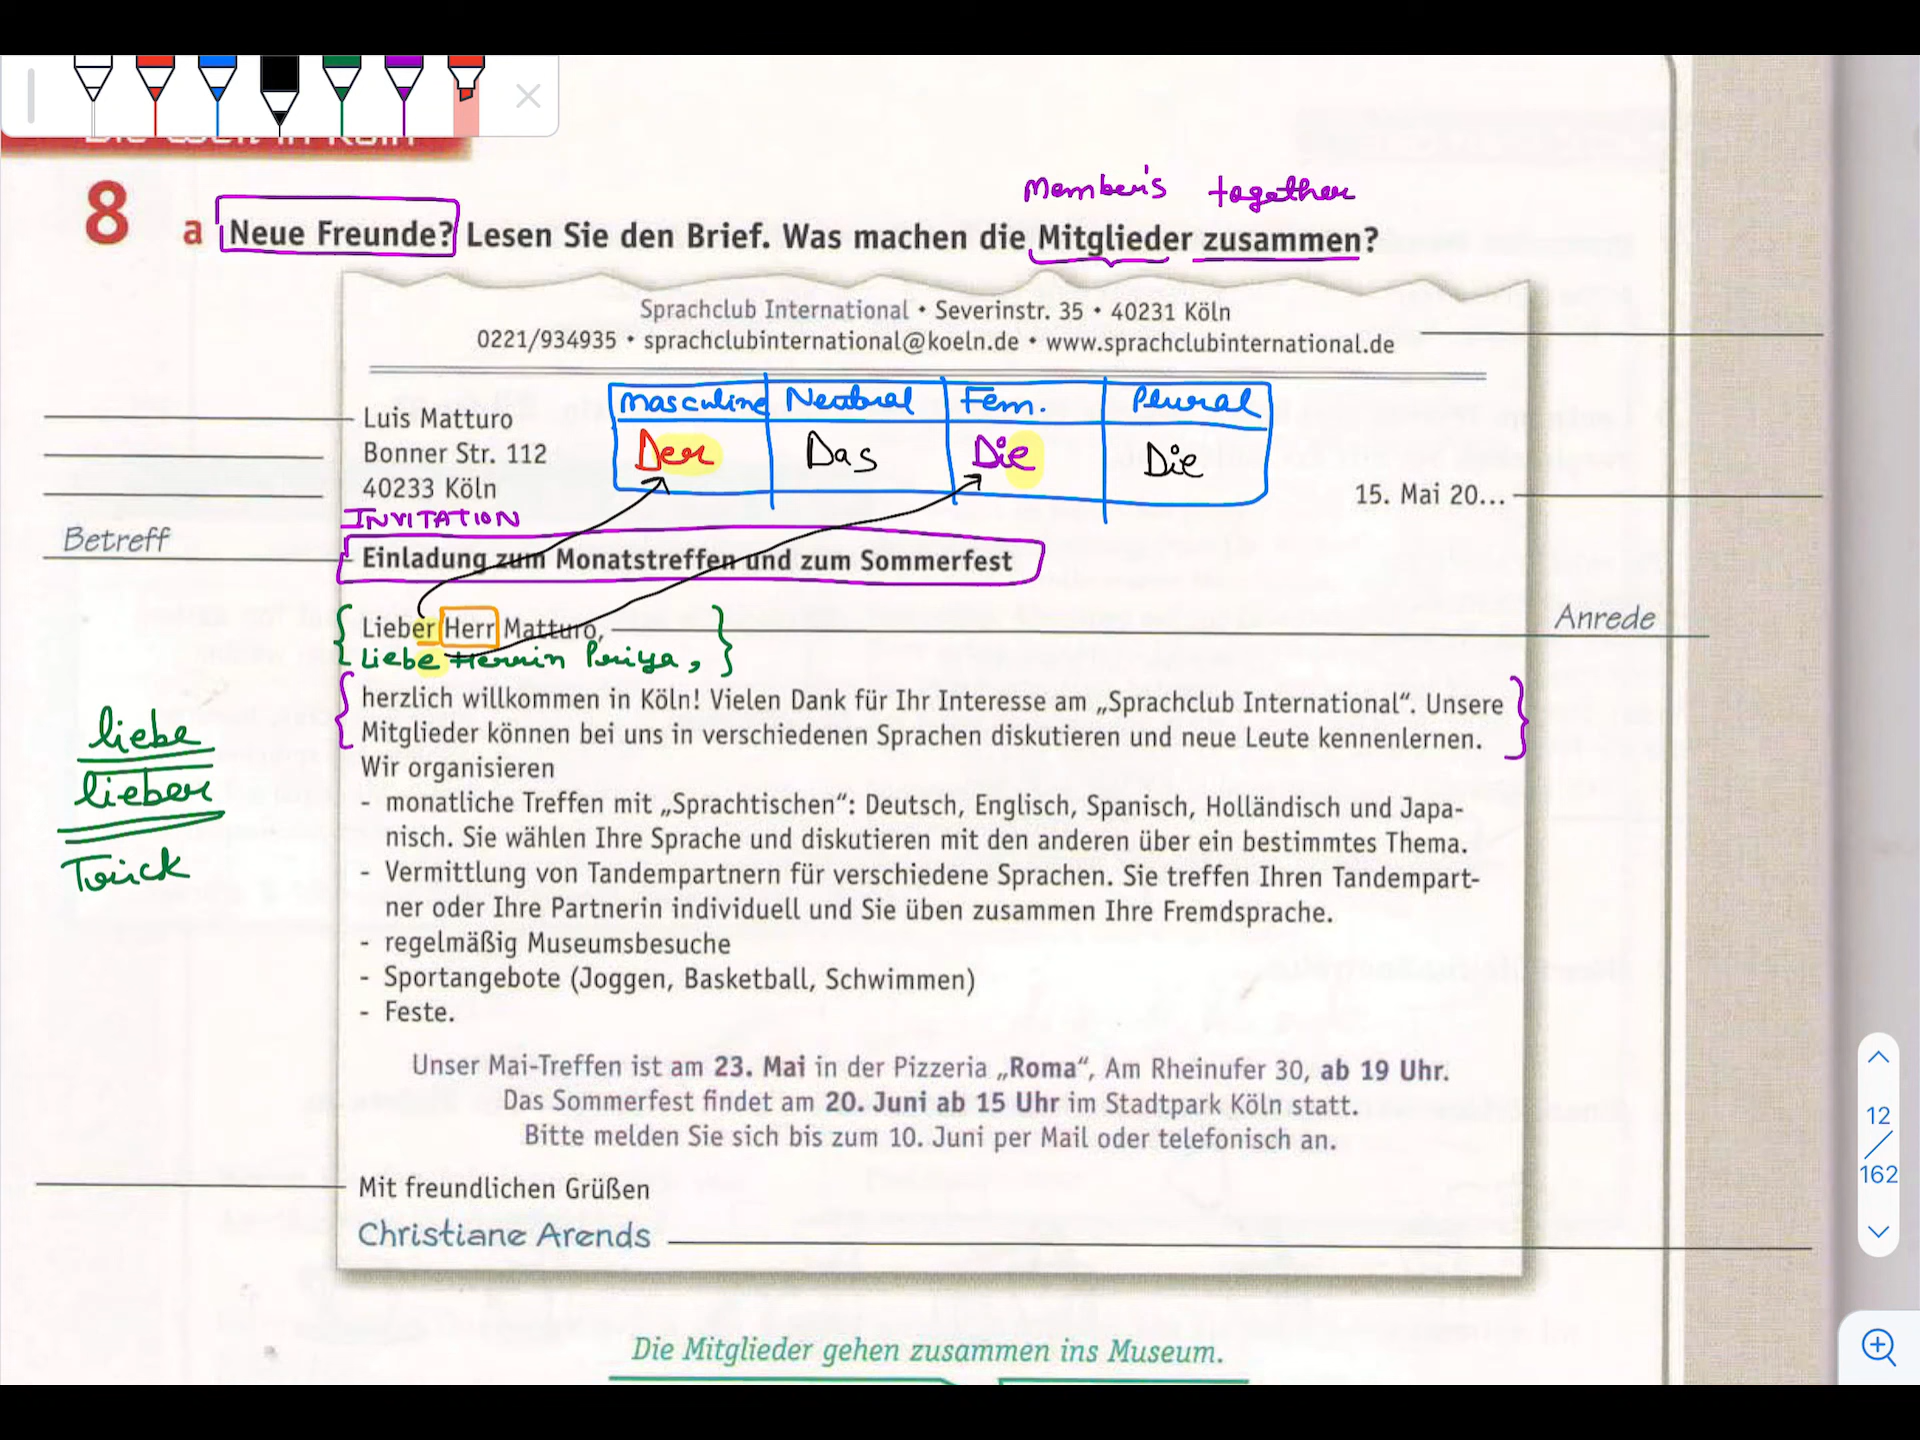 8 a Neue Freunde? Lesen Sie den Brief. Was machen die Mitglieder zusammen?
Member's together
Sprachclub International • Severinstr. 35 • 40231 Köln
0221/934935 • sprachclubinternational@koeln.de • www.sprachclubinternational.de
masculine Neutral Fem. Plural
Der Das Die Die
Luis Matturo
Bonner Str. 112
40233 Köln
15. Mai 20...
INVITATION
Betreff
Einladung zum Monatstreffen und zum Sommerfest
Lieber Herr Matturo,
Anrede
Liebe Herrin Priya,
herzlich willkommen in Köln! Vielen Dank für Ihr Interesse am „Sprachclub International“. Unsere
Mitglieder können bei uns in verschiedenen Sprachen diskutieren und neue Leute kennenlernen.
Wir organisieren
- monatliche Treffen mit „Sprachtischen“: Deutsch, Englisch, Spanisch, Holländisch und Japa-
nisch. Sie wählen Ihre Sprache und diskutieren mit den anderen über ein bestimmtes Thema.
- Vermittlung von Tandempartnern für verschiedene Sprachen. Sie treffen Ihren Tandempart-
ner oder Ihre Partnerin individuell und Sie üben zusammen Ihre Fremdsprache.
- regelmäßig Museumsbesuche
- Sportangebote (Joggen, Basketball, Schwimmen)
- Feste.
liebe
lieber
Trick
Unser Mai-Treffen ist am 23. Mai in der Pizzeria „Roma“, Am Rheinufer 30, ab 19 Uhr.
Das Sommerfest findet am 20. Juni ab 15 Uhr im Stadtpark Köln statt.
Bitte melden Sie sich bis zum 10. Juni per Mail oder telefonisch an.
Mit freundlichen Grüßen
Christiane Arends
Die Mitglieder gehen zusammen ins Museum.
12
/
162